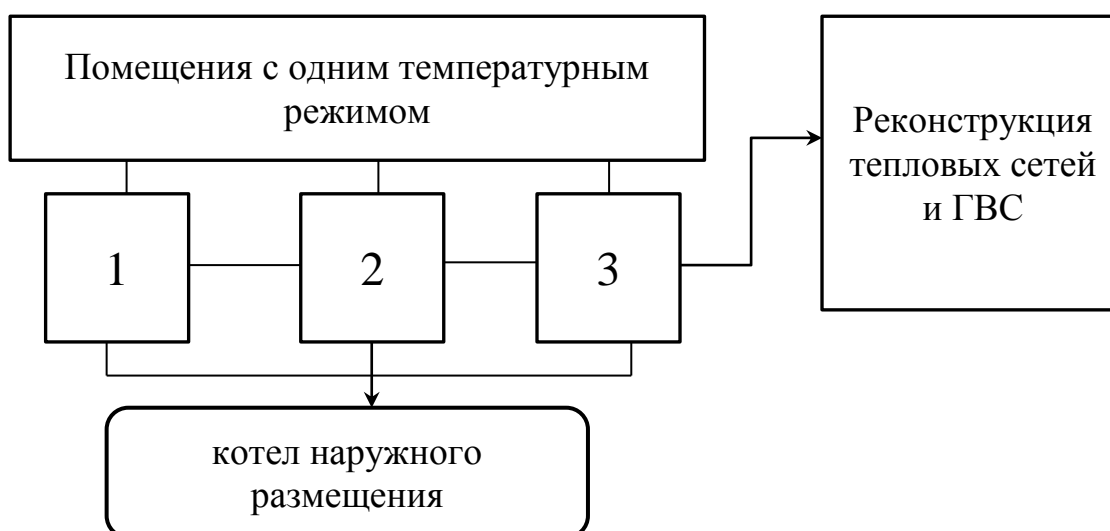 Помещения с одним температурным
режимом
Реконструкция
тепловых сетей
и ГВС
1
2
3
котел наружного
размещения